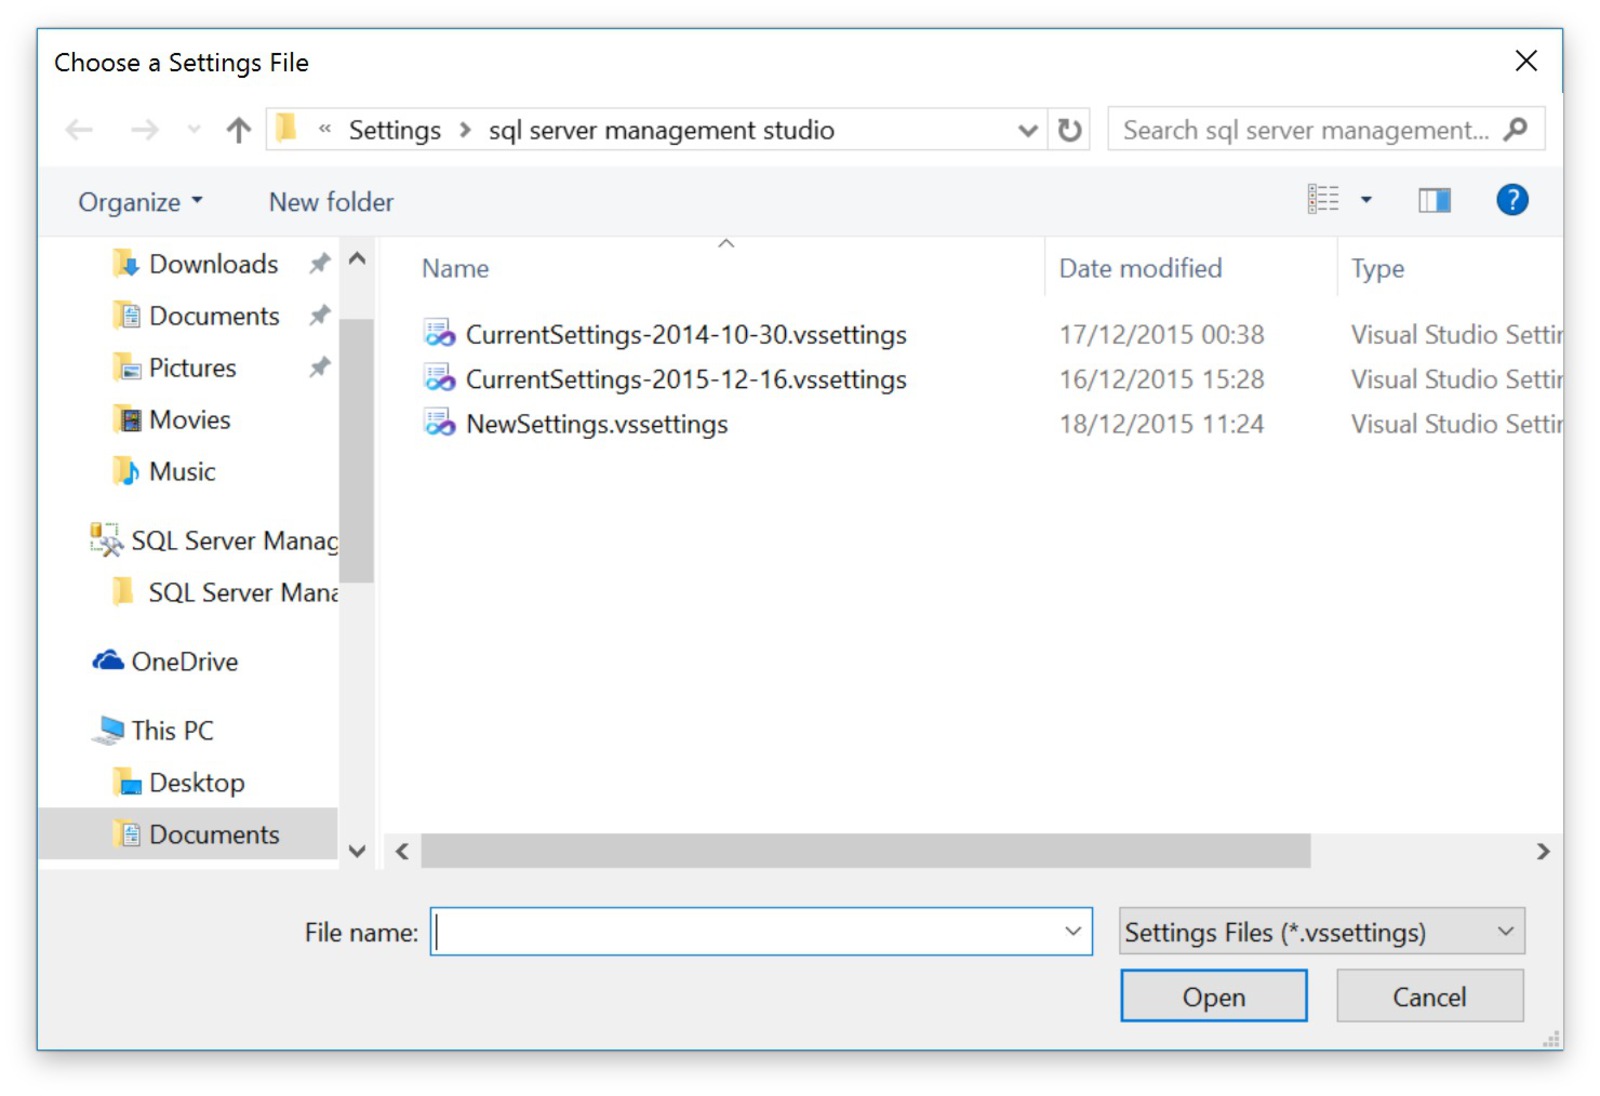 Choose a Settings File
« Settings > sql server management studio
Search sql server management...
Organize
New folder
?
Downloads
Documents
Pictures
Movies
Music
SQL Server Manag
SQL Server Mana
OneDrive
This PC
Desktop
Documents
Name Date modified Type
CurrentSettings-2014-10-30.vssettings 17/12/2015 00:38 Visual Studio Settin
CurrentSettings-2015-12-16.vssettings 16/12/2015 15:28 Visual Studio Settin
NewSettings.vssettings 18/12/2015 11:24 Visual Studio Settin
File name:
Settings Files (*.vssettings)
Open Cancel